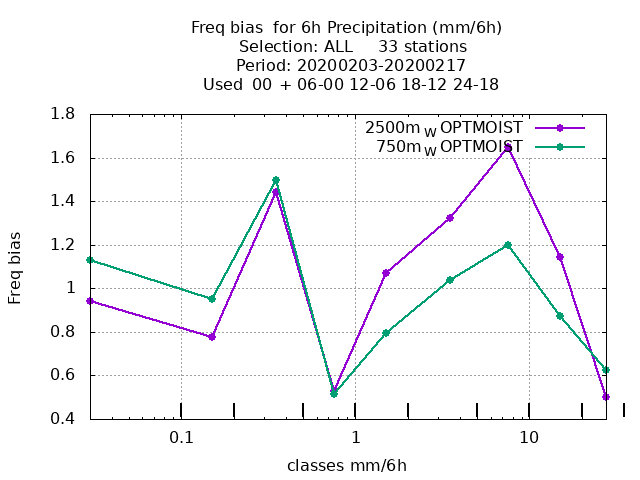 Freq bias  for 6h Precipitation (mm/6h)
Selection: ALL     33 stations
Period: 20200203-20200217
Used  00  + 06-00 12-06 18-12 24-18
2500m W OPTMOIST
750m W OPTMOIST
1.8
1.6
1.4
1.2
1
0.8
0.6
0.4
Freq bias
0.1 1 10
classes mm/6h